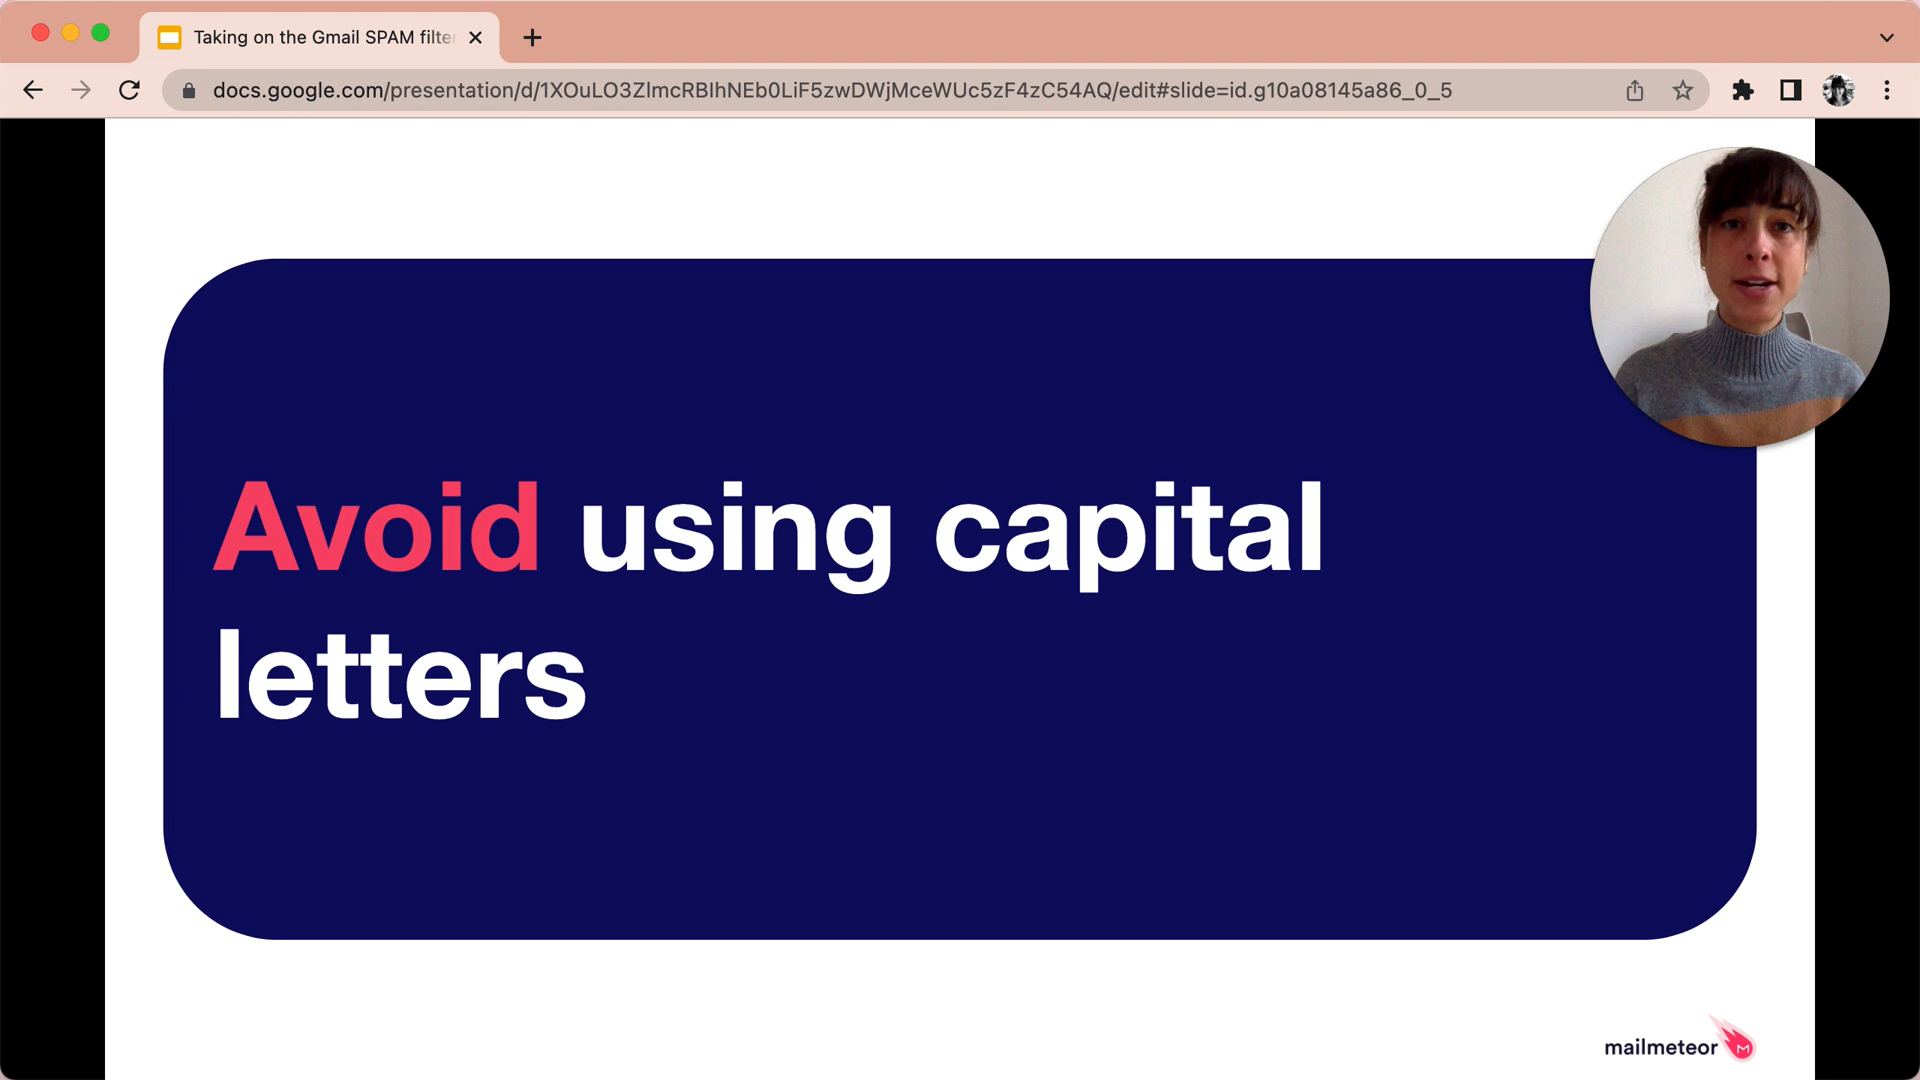 Taking on the Gmail SPAM filte
docs.google.com/presentation/d/1XOuLO3ZlmcRBIhNEb0LiF5zwDWjMceWUc5zF4zC54AQ/edit#slide=id.g10a08145a86_0_5
Avoid using capital
letters
mailmeteor